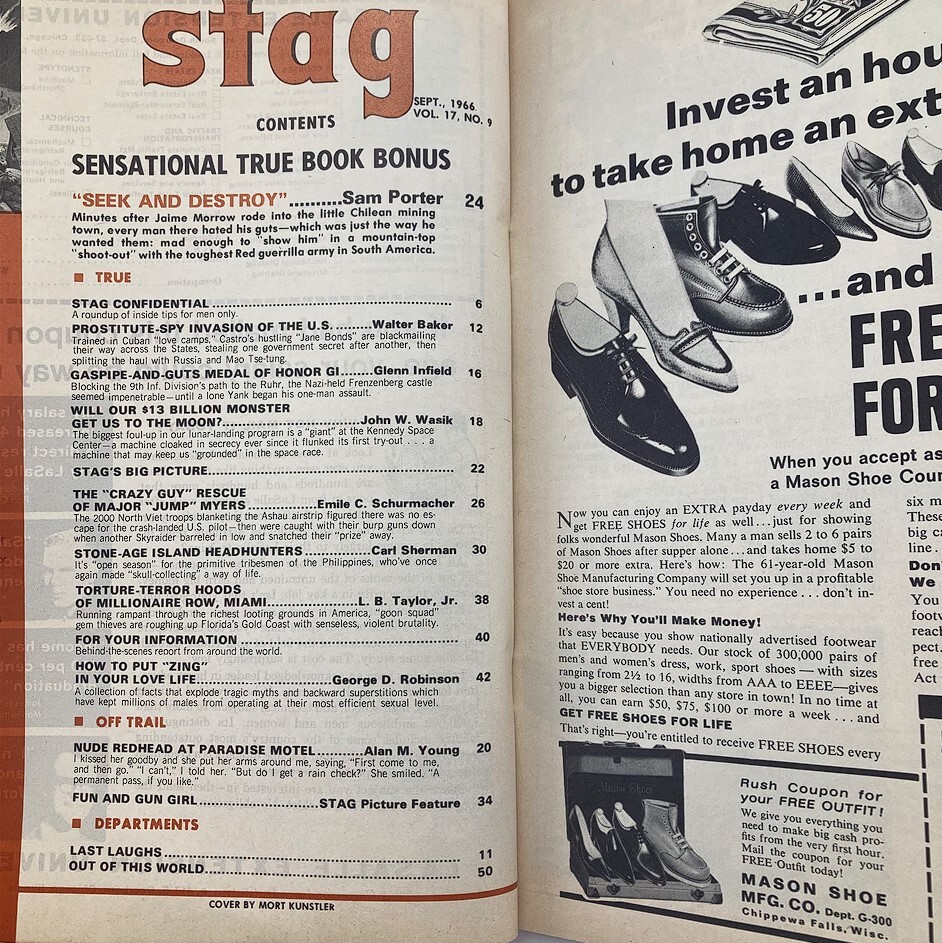 stag
SEPT., 1966
VOL. 17, NO. 9
CONTENTS
SENSATIONAL TRUE BOOK BONUS
"SEEK AND DESTROY"..........Sam Porter 24
Minutes after Jaime Morrow rode into the little Chilean mining
town, every man there hated his guts—which was just the way he
wanted them: mad enough to "show him" in a mountain-top
"shoot-out" with the toughest Red guerrilla army in South America.
■ TRUE
STAG CONFIDENTIAL.......................................................... 6
A roundup of inside tips for men only.
PROSTITUTE-SPY INVASION OF THE U.S..........Walter Baker 12
Trained in Cuban "love camps," Castro's hustling "Jane Bonds" are blackmailing
their way across the States, stealing one government secret after another, then
splitting the haul with Russia and Mao Tse-tung.
GASPIPE-AND-GUTS MEDAL OF HONOR GI......Glenn Infield 16
Blocking the 9th Inf. Division's path to the Ruhr, the Nazi-held Frenzenberg castle
seemed impenetrable—until a lone Yank began his one-man assault.
WILL OUR $13 BILLION MONSTER
GET US TO THE MOON?.........................John W. Wasik 18
The biggest foul-up in our lunar-landing program is a "giant" at the Kennedy Space
Center—a machine cloaked in secrecy ever since it flunked its first try-out . . . . a
machine that may keep us "grounded" in the space race.
STAG'S BIG PICTURE.......................................................... 22
THE "CRAZY GUY" RESCUE
OF MAJOR "JUMP" MYERS..............Emile C. Schurmacher 26
The 2000 North Viet troops blanketing the Ashau airstrip figured there was no es-
cape for the crash-landed U.S. pilot—then were caught with their burp guns down
when another Skyraider barreled in low and snatched their "prize" away.
STONE-AGE ISLAND HEADHUNTERS ..............Carl Sherman 30
It's "open season" for the primitive tribesmen of the Philippines, who've once
again made "skull-collecting" a way of life.
TORTURE-TERROR HOODS
OF MILLIONAIRE ROW, MIAMI..................L. B. Taylor, Jr. 38
Running rampant through the richest looting grounds in America, "goon squad"
gem thieves are roughing up Florida's Gold Coast with senseless, violent brutality.
FOR YOUR INFORMATION.................................................. 40
Behind-the-scenes report from around the world.
HOW TO PUT "ZING"
IN YOUR LOVE LIFE.............................George D. Robinson 42
A collection of facts that explode tragic myths and backward superstitions which
have kept millions of males from operating at their most efficient sexual level.
■ OFF TRAIL
NUDE REDHEAD AT PARADISE MOTEL..........Alan M. Young 20
I kissed her goodby and she put her arms around me, saying, "First come to me,
and then go." "I can't," I told her. "But do I get a rain check?" She smiled. "A
permanent pass, if you like."
FUN AND GUN GIRL..........................STAG Picture Feature 34
■ DEPARTMENTS
LAST LAUGHS.................................................................. 11
OUT OF THIS WORLD........................................................ 50
COVER BY MORT KUNSTLER
Invest an hou
to take home an ext
...and
FRE
FOR
When you accept as
a Mason Shoe Coun
Now you can enjoy an EXTRA payday every week and
get FREE SHOES for life as well...just for showing
folks wonderful Mason Shoes. Many a man sells 2 to 6 pairs
of Mason Shoes after supper alone...and takes home $5 to
$20 or more extra. Here's how: The 61-year-old Mason
Shoe Manufacturing Company will set you up in a profitable
"shoe store business." You need no experience...don't in-
vest a cent!
Here's Why You'll Make Money!
It's easy because you show nationally advertised footwear
that EVERYBODY needs. Our stock of 300,000 pairs of
men's and women's dress, work, sport shoes — with sizes
ranging from 2½ to 16, widths from AAA to EEEE—gives
you a bigger selection than any store in town! In no time at
all, you can earn $50, $75, $100 or more a week...and
GET FREE SHOES FOR LIFE
That's right—you're entitled to receive FREE SHOES every
six m
These
big ca
line.
Don'
We
You
footv
reach
pect.
free
Act
Mason Shoes
Rush Coupon for
your FREE OUTFIT!
We give you everything you
need to make big cash pro-
fits from the very first hour.
Mail the coupon for your
FREE Outfit today!
MASON SHOE
MFG. CO. Dept. G-300
Chippewa Falls, Wisc.